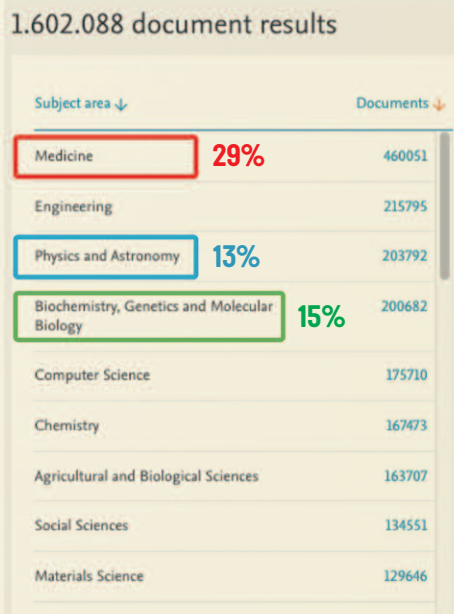 1.602.088 document results
Subject area ↓ Documents ↓
Medicine 29% 460051
Engineering 215795
Physics and Astronomy 13% 203792
Biochemistry, Genetics and Molecular
Biology 15% 200682
Computer Science 175710
Chemistry 167473
Agricultural and Biological Sciences 163707
Social Sciences 134551
Materials Science 129646